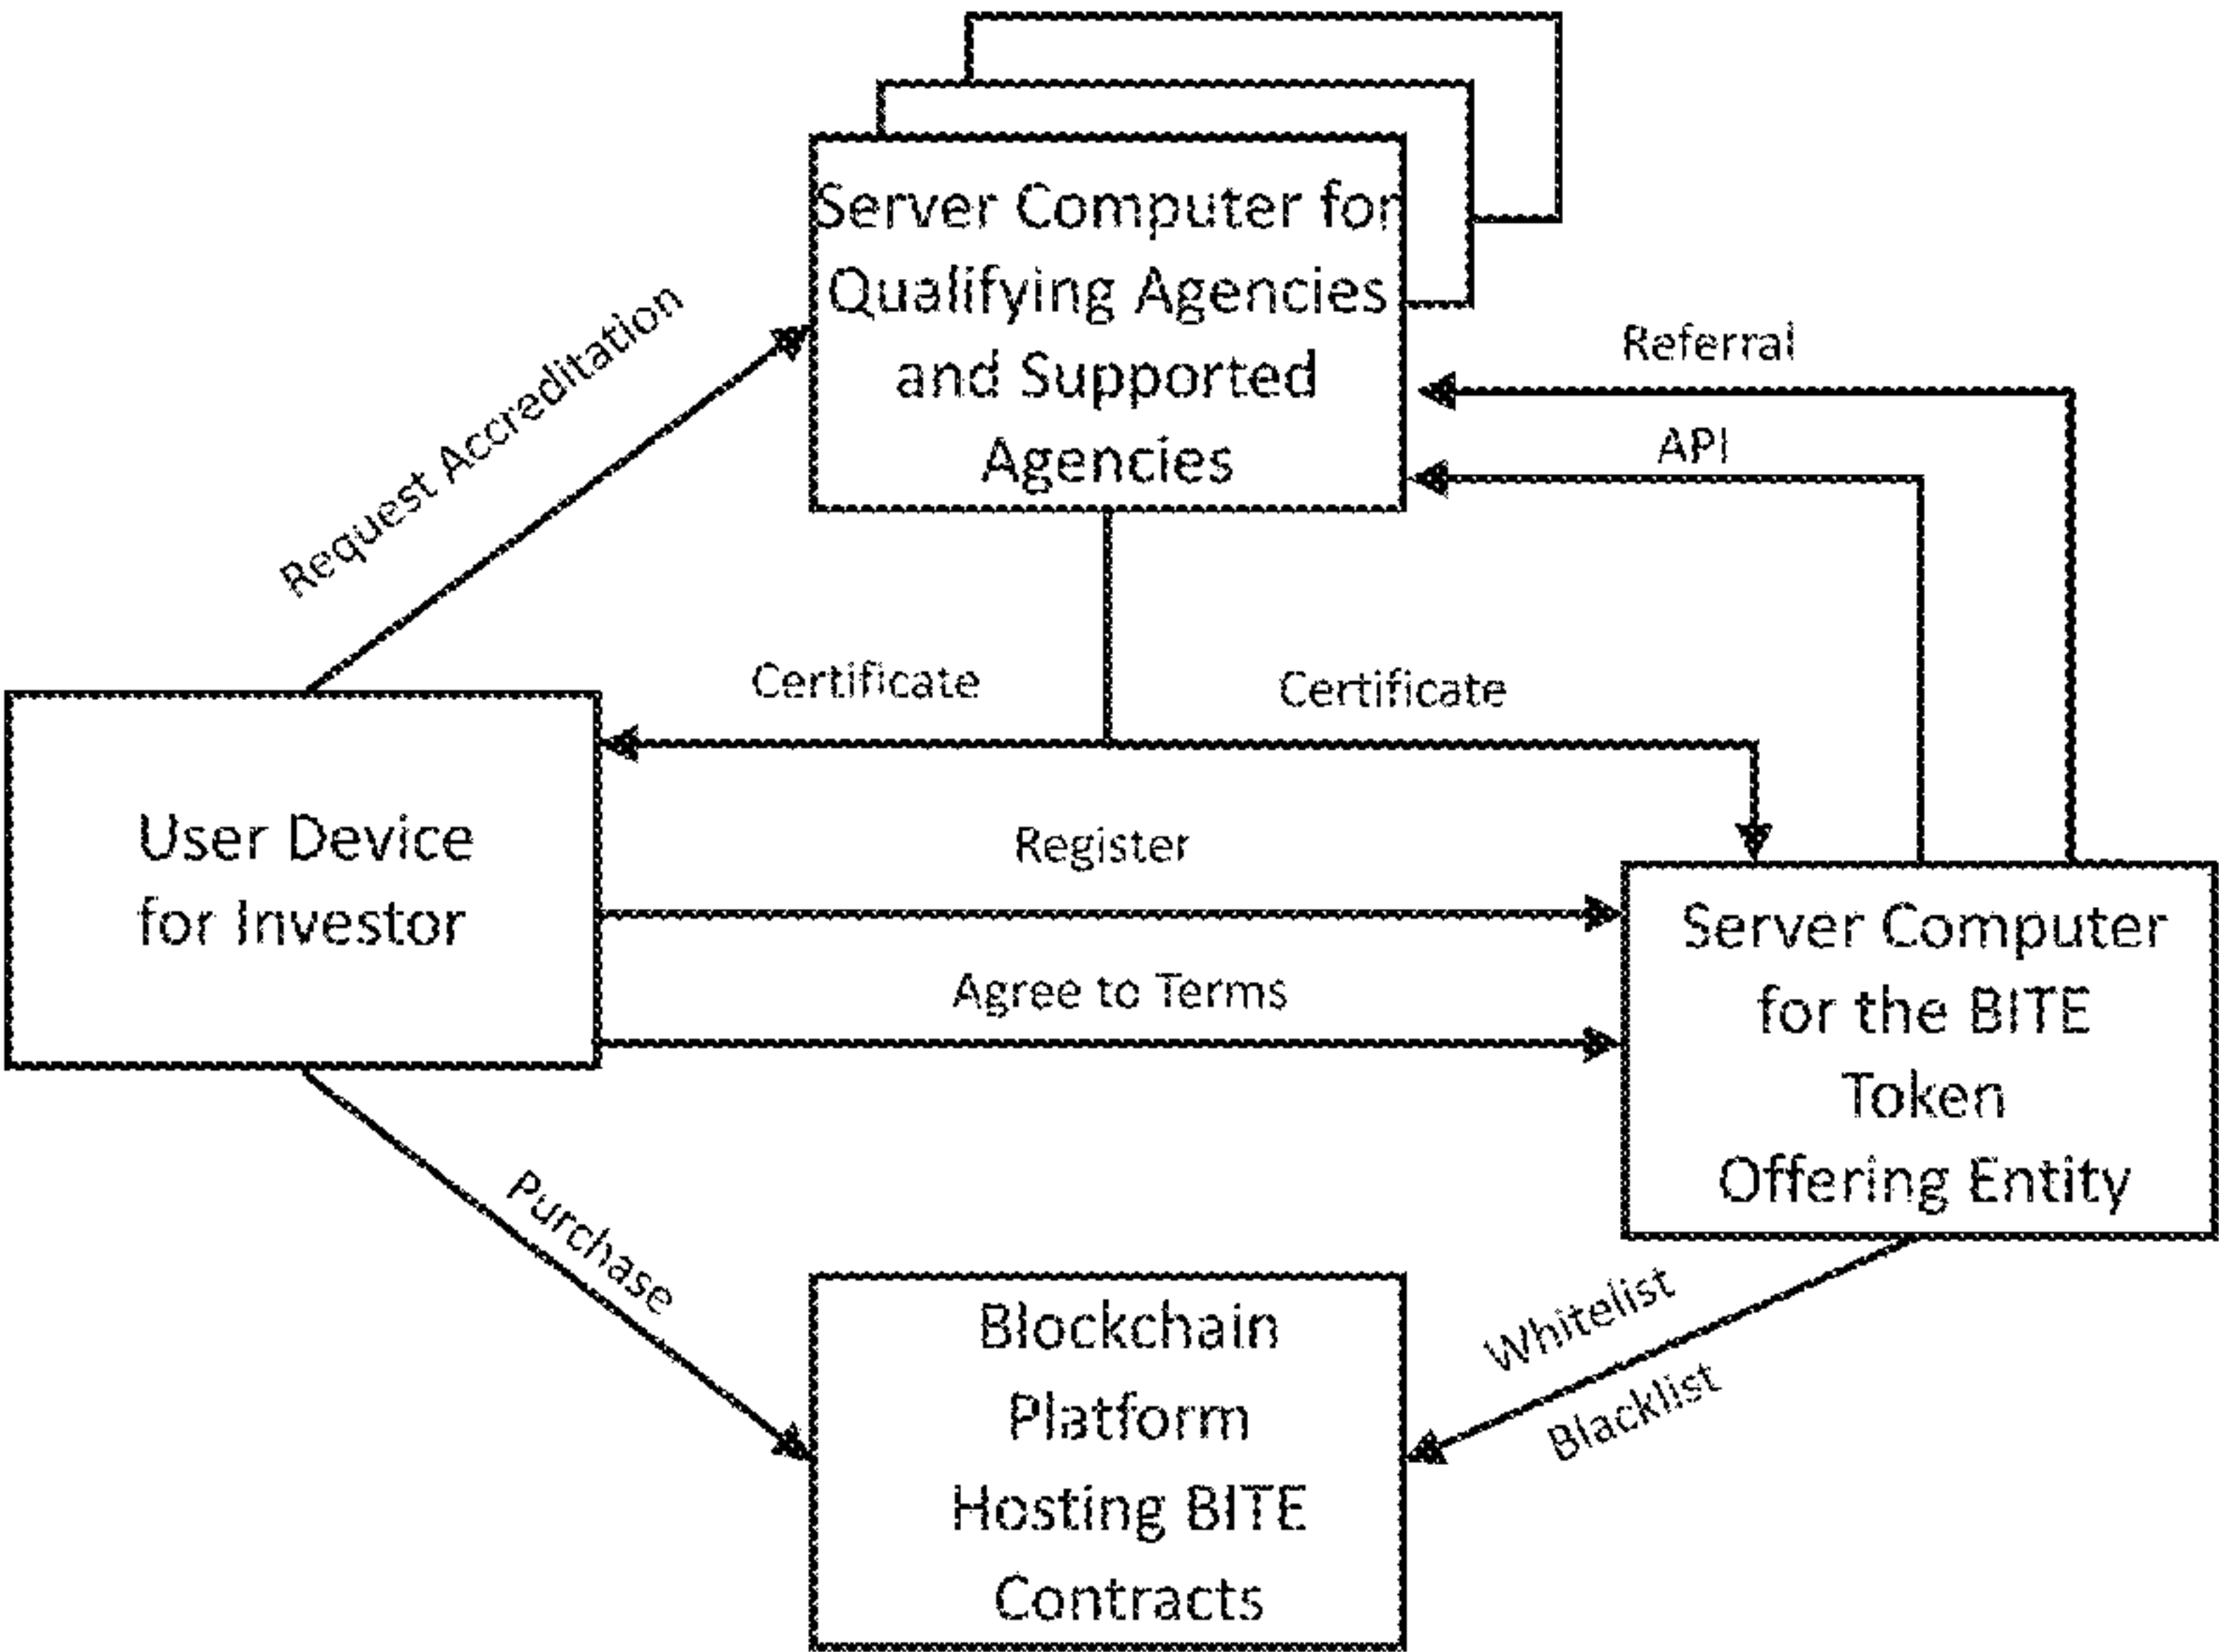 Server Computer for
Qualifying Agencies
and Supported
Agencies
Request Accreditation
Referral
API
Certificate
Certificate
User Device
for Investor
Register
Agree to Terms
Server Computer
for the BITE
Token
Offering Entity
Purchase
Whitelist
Blacklist
Blockchain
Platform
Hosting BITE
Contracts